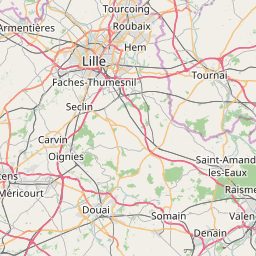 Tourcoing
Roubaix
Armentières
Hem
Lille
Tournai
Faches-Thumesnil
Seclin
Carvin
Oignies
Saint-Amand
-les-Eaux
Raisme
ens
Méricourt
Douai
Somain
Valen
Denain